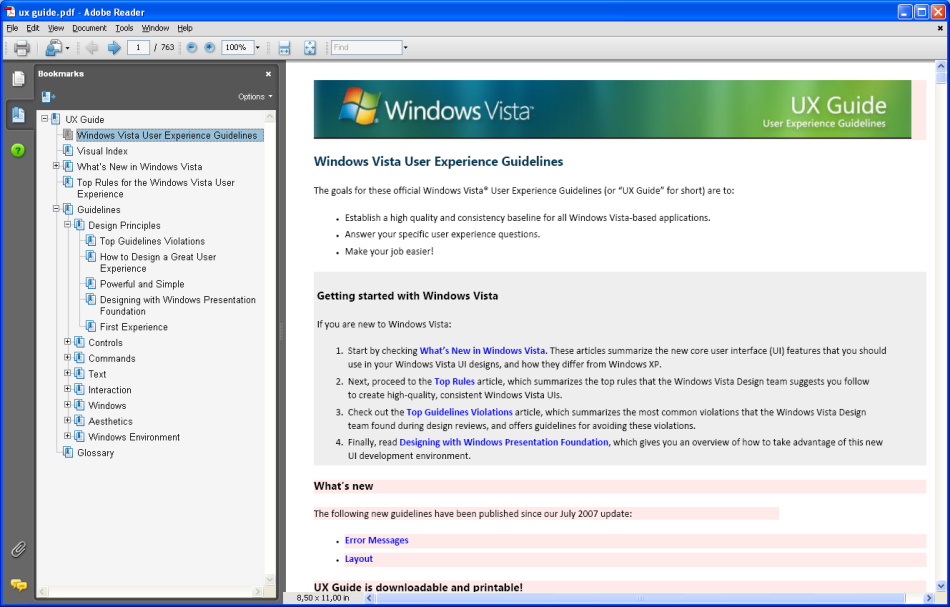 ux guide.pdf - Adobe Reader
File Edit View Document Tools Window Help
1 / 763 100% Find
Bookmarks
Options
UX Guide
Windows Vista User Experience Guidelines
Visual Index
What's New in Windows Vista
Top Rules for the Windows Vista User
Experience
Guidelines
Design Principles
Top Guidelines Violations
How to Design a Great User
Experience
Powerful and Simple
Designing with Windows Presentation
Foundation
First Experience
Controls
Commands
Text
Interaction
Windows
Aesthetics
Windows Environment
Glossary
Windows Vista™
UX Guide
User Experience Guidelines
Windows Vista User Experience Guidelines
The goals for these official Windows Vista® User Experience Guidelines (or “UX Guide” for short) are to:
• Establish a high quality and consistency baseline for all Windows Vista-based applications.
• Answer your specific user experience questions.
• Make your job easier!
Getting started with Windows Vista
If you are new to Windows Vista:
1. Start by checking What's New in Windows Vista. These articles summarize the new core user interface (UI) features that you should
use in your Windows Vista UI designs, and how they differ from Windows XP.
2. Next, proceed to the Top Rules article, which summarizes the top rules that the Windows Vista Design team suggests you follow
to create high-quality, consistent Windows Vista UIs.
3. Check out the Top Guidelines Violations article, which summarizes the most common violations that the Windows Vista Design
team found during design reviews, and offers guidelines for avoiding these violations.
4. Finally, read Designing with Windows Presentation Foundation, which gives you an overview of how to take advantage of this new
UI development environment.
What's new
The following new guidelines have been published since our July 2007 update:
• Error Messages
• Layout
UX Guide is downloadable and printable!
8,50 x 11,00 in